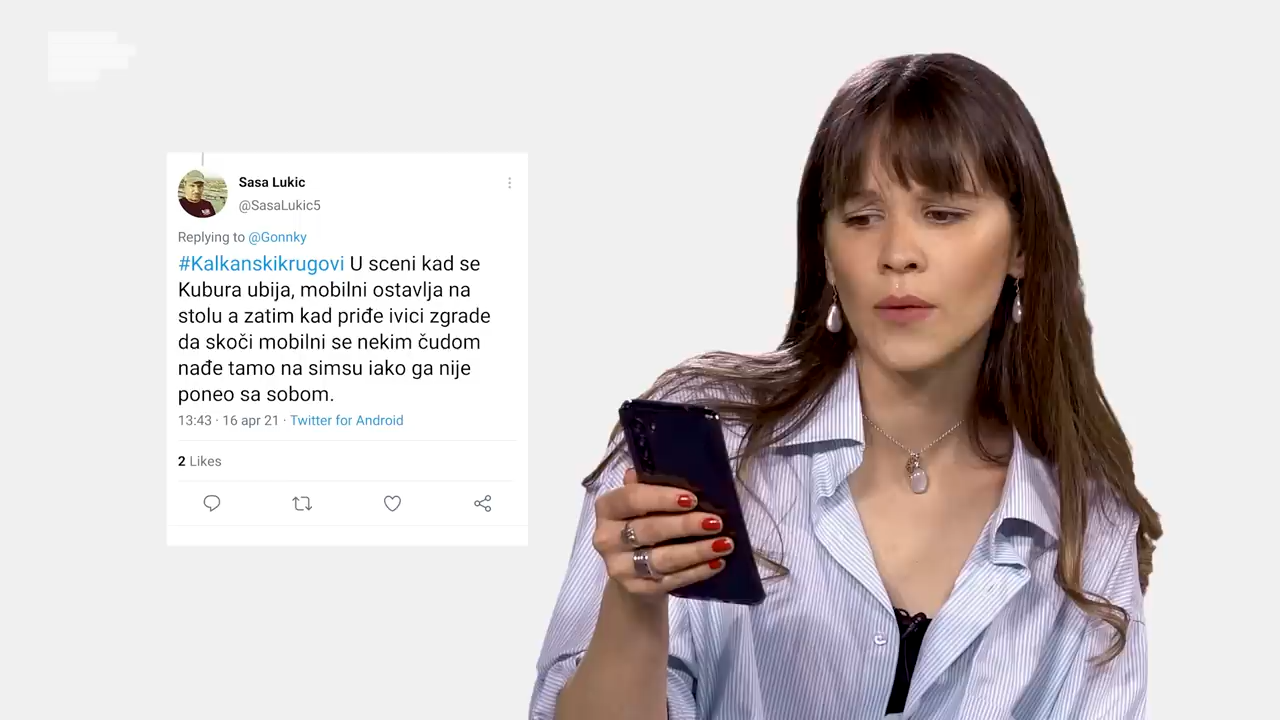 Sasa Lukic
@SasaLukic5
Replying to @Gonnky
#Kalkanskikrugovi U sceni kad se
Kubura ubija, mobilni ostavlja na
stolu a zatim kad priđe ivici zgrade
da skoči mobilni se nekim čudom
nađe tamo na simsu iako ga nije
poneo sa sobom.
13:43 · 16 apr 21 · Twitter for Android
2 Likes